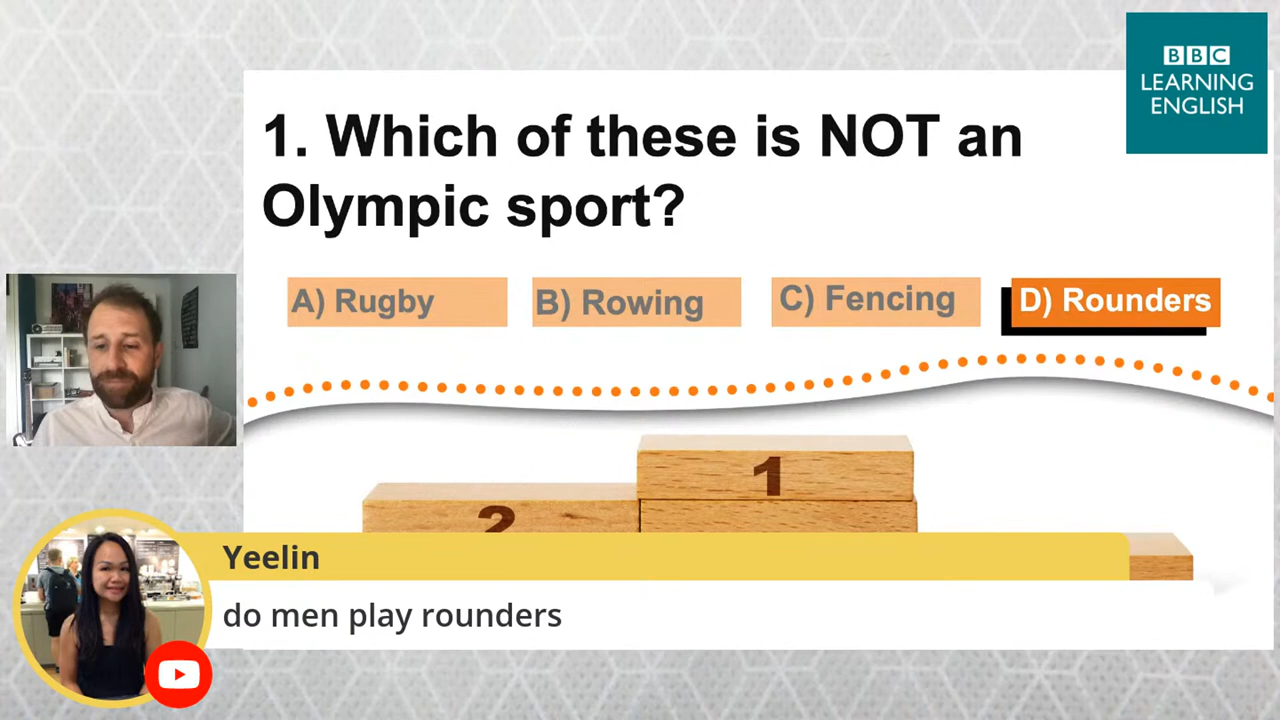 BBC
LEARNING
ENGLISH
1. Which of these is NOT an
Olympic sport?
A) Rugby
B) Rowing
C) Fencing
D) Rounders
1
2
Yeelin
do men play rounders